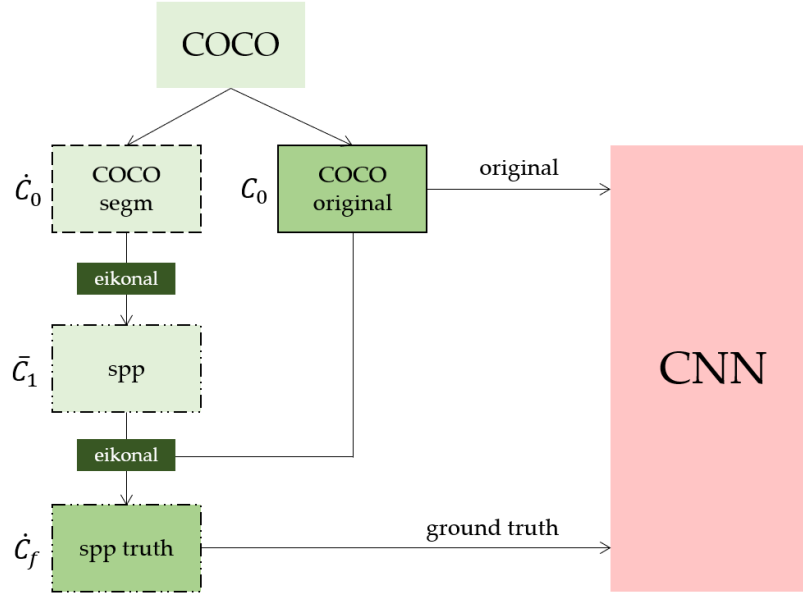 COCO
Ċ₀
COCO
segm
C₀
COCO
original
original
eikonal
C̄₁
spp
CNN
eikonal
Ċf
spp truth
ground truth